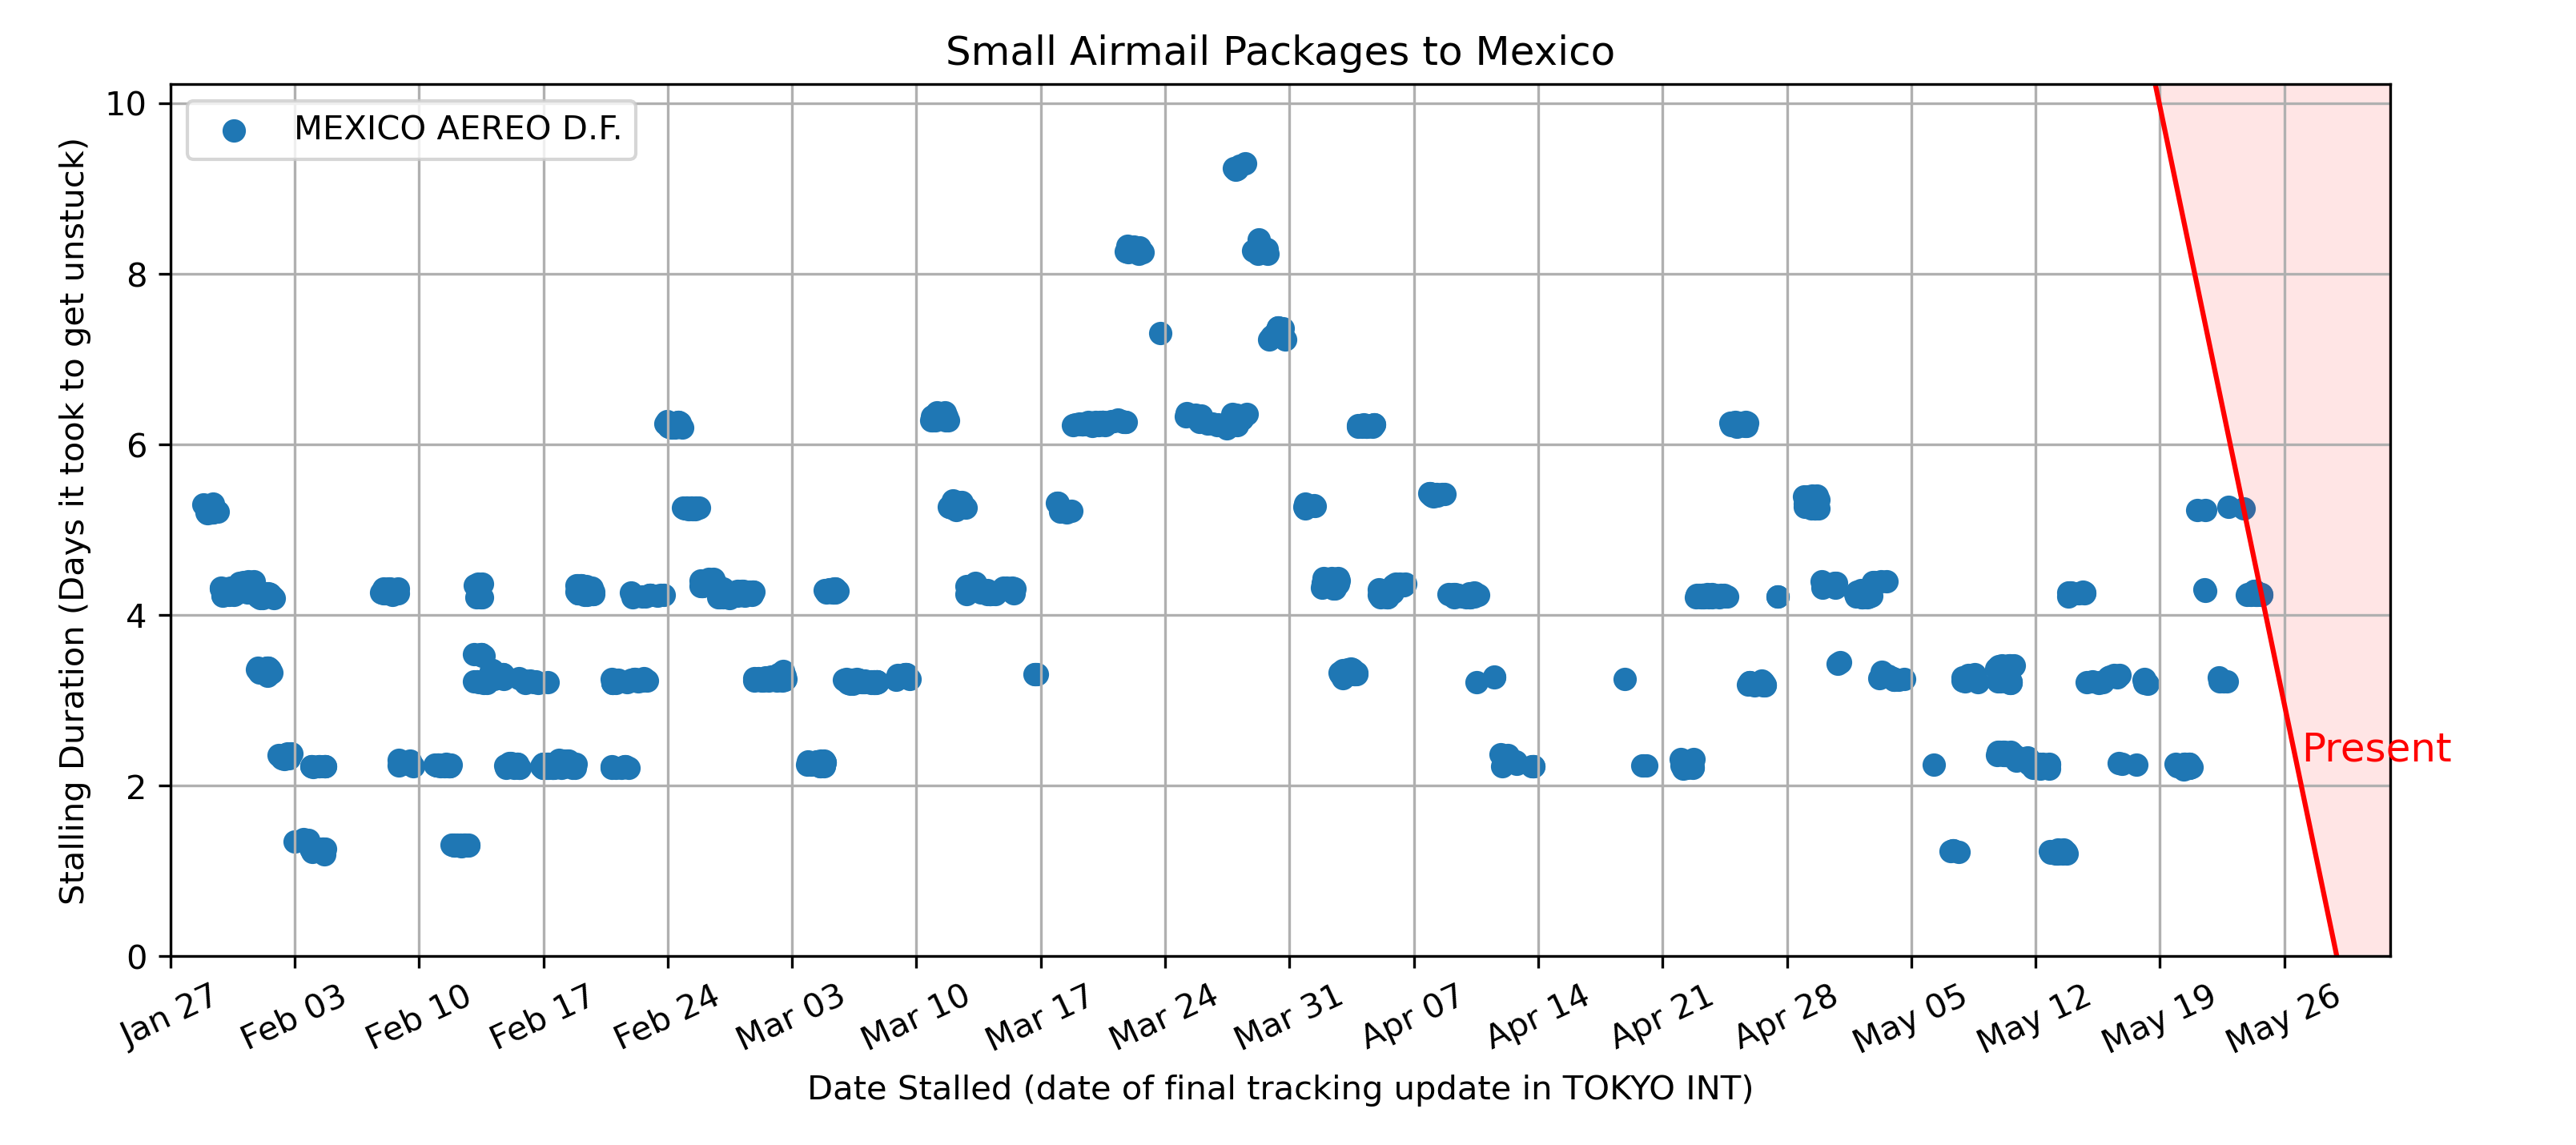 Small Airmail Packages to Mexico
MEXICO AEREO D.F.
Stalling Duration (Days it took to get unstuck)
10
8
6
4
2
0
Present
Jan 27 Feb 03 Feb 10 Feb 17 Feb 24 Mar 03 Mar 10 Mar 17 Mar 24 Mar 31 Apr 07 Apr 14 Apr 21 Apr 28 May 05 May 12 May 19 May 26
Date Stalled (date of final tracking update in TOKYO INT)